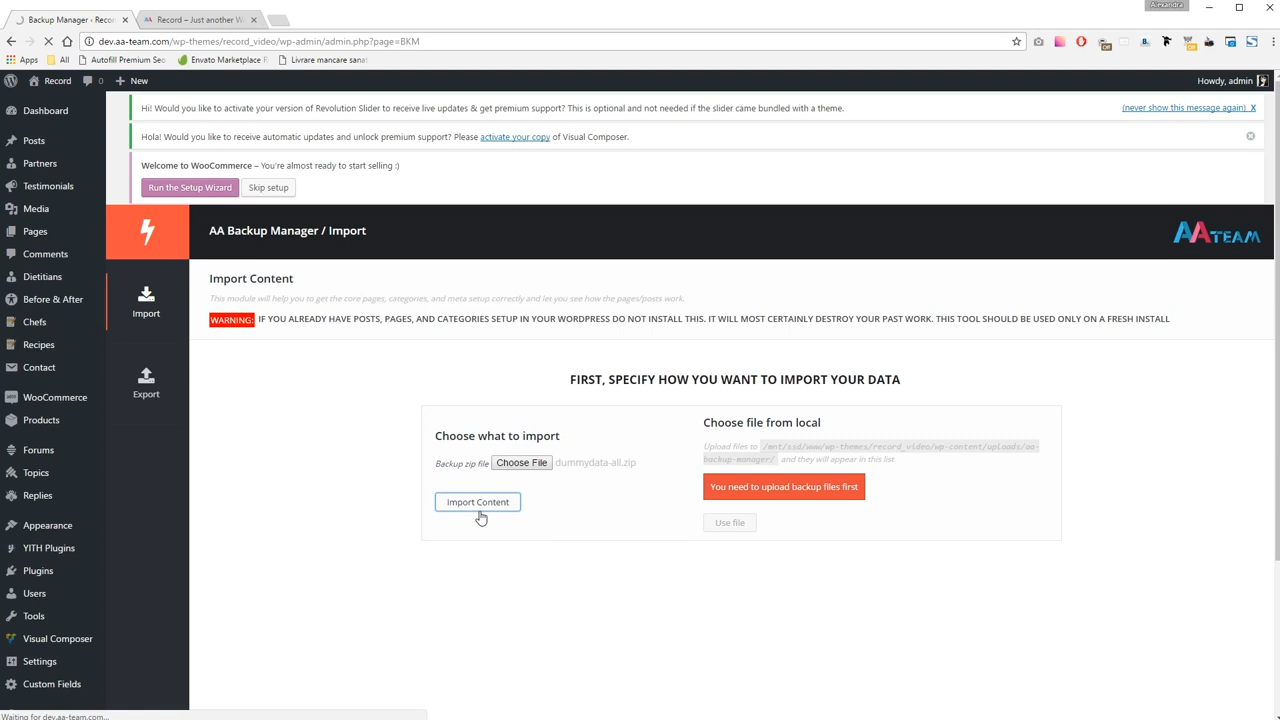 Alexandra
Backup Manager ‹ Recor
Record – Just another W
dev.aa-team.com/wp-themes/record_video/wp-admin/admin.php?page=BKM
Apps
All
Autofill Premium Seo
Envato Marketplace
Livrare mancare sana
Record
0
New
Howdy, admin
Dashboard
Posts
Partners
Testimonials
Media
Pages
Comments
Dietitians
Before & After
Chefs
Recipes
Contact
WooCommerce
Products
Forums
Topics
Replies
Appearance
YITH Plugins
Plugins
Users
Tools
Visual Composer
Settings
Custom Fields
Hi! Would you like to activate your version of Revolution Slider to receive live updates & get premium support? This is optional and not needed if the slider came bundled with a theme.
(never show this message again) X
Hola! Would you like to receive automatic updates and unlock premium support? Please activate your copy of Visual Composer.
Welcome to WooCommerce – You're almost ready to start selling :)
Run the Setup Wizard
Skip setup
AA Backup Manager / Import
AATEAM
Import
Export
Import Content
This module will help you to get the core pages, categories, and meta setup correctly and let you see how the pages/posts work.
WARNING: IF YOU ALREADY HAVE POSTS, PAGES, AND CATEGORIES SETUP IN YOUR WORDPRESS DO NOT INSTALL THIS. IT WILL MOST CERTAINLY DESTROY YOUR PAST WORK. THIS TOOL SHOULD BE USED ONLY ON A FRESH INSTALL
FIRST, SPECIFY HOW YOU WANT TO IMPORT YOUR DATA
Choose what to import
Backup zip file Choose File dummydata-all.zip
Import Content
Choose file from local
Upload files to /mnt/ssd/www/wp-themes/record_video/wp-content/uploads/aa-
backup-manager/ and they will appear in this list
You need to upload backup files first
Use file
Waiting for dev.aa-team.com...